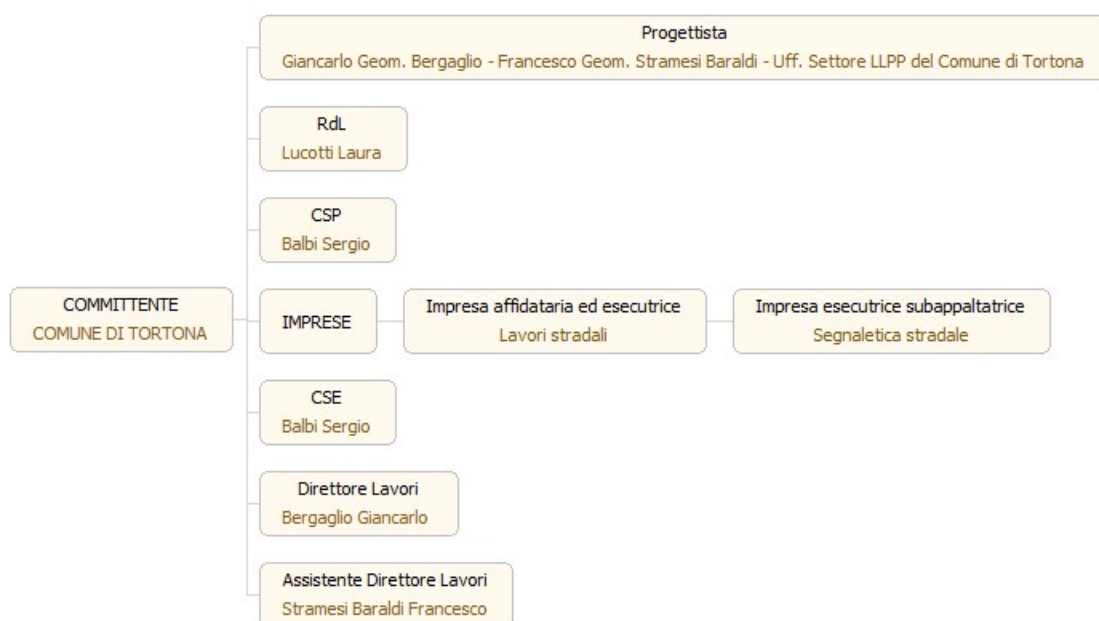 Progettista
Giancarlo Geom. Bergaglio - Francesco Geom. Stramesi Baraldi - Uff. Settore LLPP del Comune di Tortona
RdL
Lucotti Laura
CSP
Balbi Sergio
COMMITTENTE
COMUNE DI TORTONA
IMPRESE
Impresa affidataria ed esecutrice
Lavori stradali
Impresa esecutrice subappaltatrice
Segnaletica stradale
CSE
Balbi Sergio
Direttore Lavori
Bergaglio Giancarlo
Assistente Direttore Lavori
Stramesi Baraldi Francesco